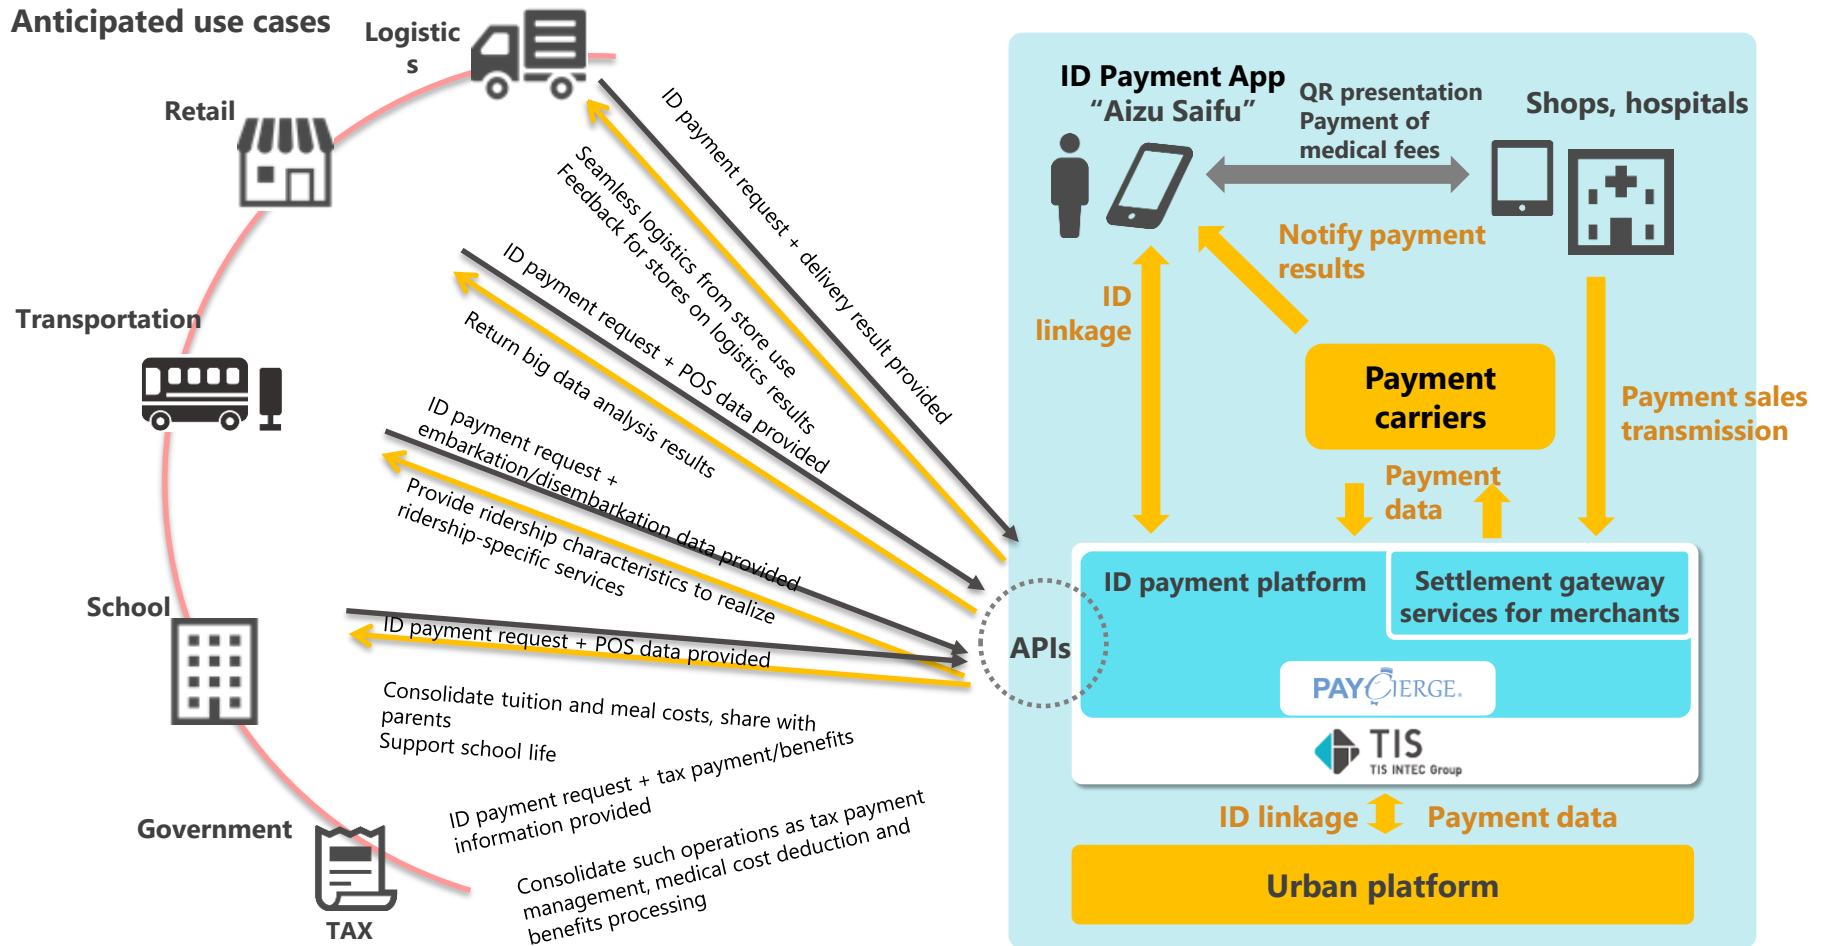 Anticipated use cases
Logistic
s
Retail
Transportation
School
Government
TAX
ID payment request + delivery result provided
Seamless logistics from store use
Feedback for stores on logistics results
ID payment request + POS data provided
Return big data analysis results
ID payment request +
embarkation/disembarkation data provided
Provide ridership characteristics to realize
ridership-specific services
ID payment request + POS data provided
Consolidate tuition and meal costs, share with
parents
Support school life
ID payment request + tax payment/benefits
information provided
Consolidate such operations as tax payment
management, medical cost deduction and
benefits processing
APIs
ID Payment App
“Aizu Saifu”
QR presentation
Payment of
medical fees
Shops, hospitals
Notify payment
results
ID
linkage
Payment
carriers
Payment sales
transmission
Payment
data
ID payment platform
Settlement gateway
services for merchants
PAYCIERGE®
TIS
TIS INTEC Group
ID linkage
Payment data
Urban platform